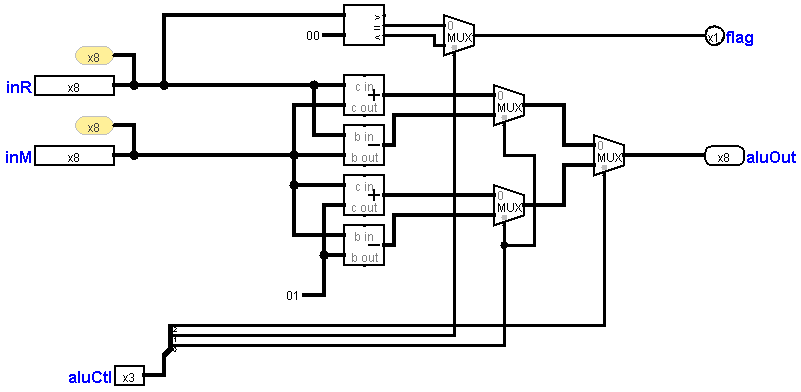 00
> = <
0
MUX
x1
flag
x8
inR
x8
c in
+
c out
0
MUX
x8
b in
−
b out
inM
x8
0
MUX
x8
aluOut
c in
+
c out
0
MUX
b in
−
b out
01
2
1
0
aluCtl
x3